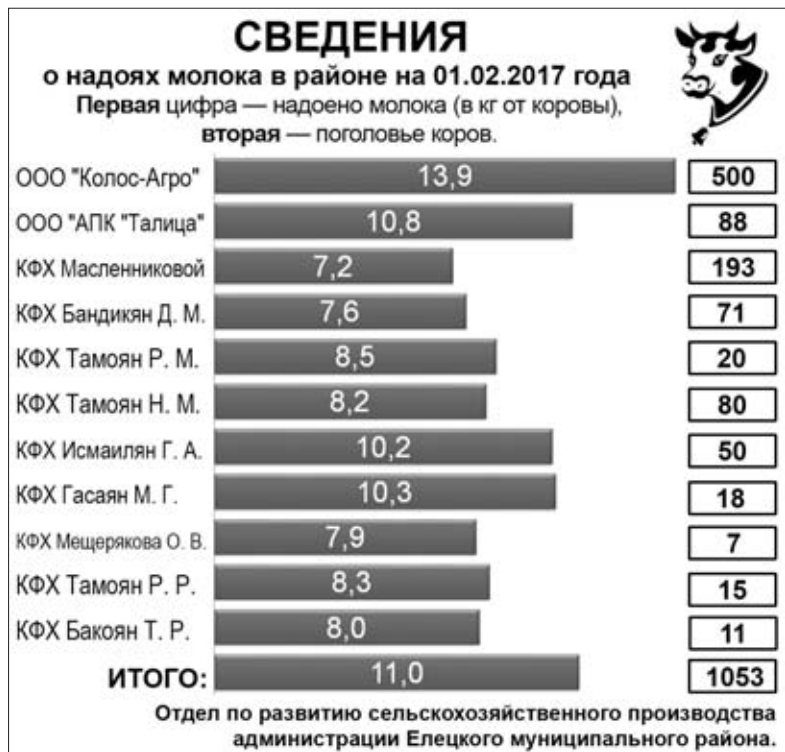 СВЕДЕНИЯ
о надоях молока в районе на 01.02.2017 года
Первая цифра — надоено молока (в кг от коровы),
вторая — поголовье коров.
ООО "Колос-Агро" 13,9 500
ООО "АПК "Талица" 10,8 88
КФХ Масленниковой 7,2 193
КФХ Бандикян Д. М. 7,6 71
КФХ Тамоян Р. М. 8,5 20
КФХ Тамоян Н. М. 8,2 80
КФХ Исмаилян Г. А. 10,2 50
КФХ Гасаян М. Г. 10,3 18
КФХ Мещерякова О. В. 7,9 7
КФХ Тамоян Р. Р. 8,3 15
КФХ Бакоян Т. Р. 8,0 11
ИТОГО: 11,0 1053
Отдел по развитию сельскохозяйственного производства
администрации Елецкого муниципального района.